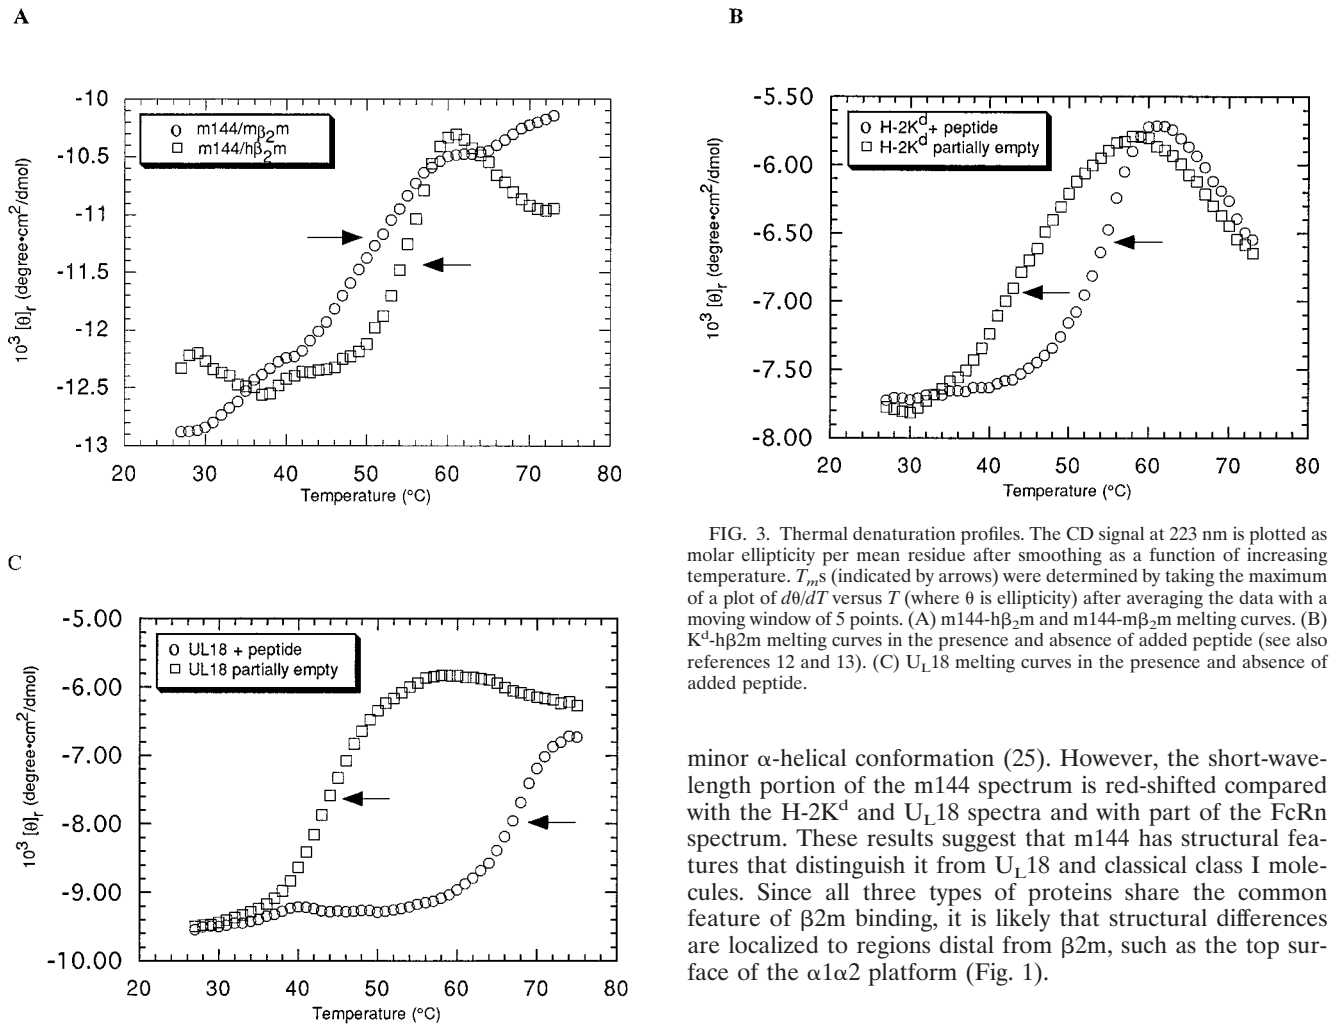 A
-10
-10.5
-11
-11.5
-12
-12.5
-13
10³ [θ]r (degree•cm²/dmol)
m144/mβ₂m
m144/hβ₂m
20 30 40 50 60 70 80
Temperature (°C)
B
-5.50
-6.00
-6.50
-7.00
-7.50
-8.00
10³ [θ]r (degree•cm²/dmol)
H-2Kᵈ + peptide
H-2Kᵈ partially empty
20 30 40 50 60 70 80
Temperature (°C)
C
-5.00
-6.00
-7.00
-8.00
-9.00
-10.00
10³ [θ]r (degree•cm²/dmol)
UL18 + peptide
UL18 partially empty
20 30 40 50 60 70 80
Temperature (°C)
FIG. 3. Thermal denaturation profiles. The CD signal at 223 nm is plotted as
molar ellipticity per mean residue after smoothing as a function of increasing
temperature. Tₘs (indicated by arrows) were determined by taking the maximum
of a plot of dθ/dT versus T (where θ is ellipticity) after averaging the data with a
moving window of 5 points. (A) m144-hβ₂m and m144-mβ₂m melting curves. (B)
Kᵈ-hβ2m melting curves in the presence and absence of added peptide (see also
references 12 and 13). (C) U_L18 melting curves in the presence and absence of
added peptide.
minor α-helical conformation (25). However, the short-wave-
length portion of the m144 spectrum is red-shifted compared
with the H-2Kᵈ and U_L18 spectra and with part of the FcRn
spectrum. These results suggest that m144 has structural fea-
tures that distinguish it from U_L18 and classical class I mole-
cules. Since all three types of proteins share the common
feature of β2m binding, it is likely that structural differences
are localized to regions distal from β2m, such as the top sur-
face of the α1α2 platform (Fig. 1).